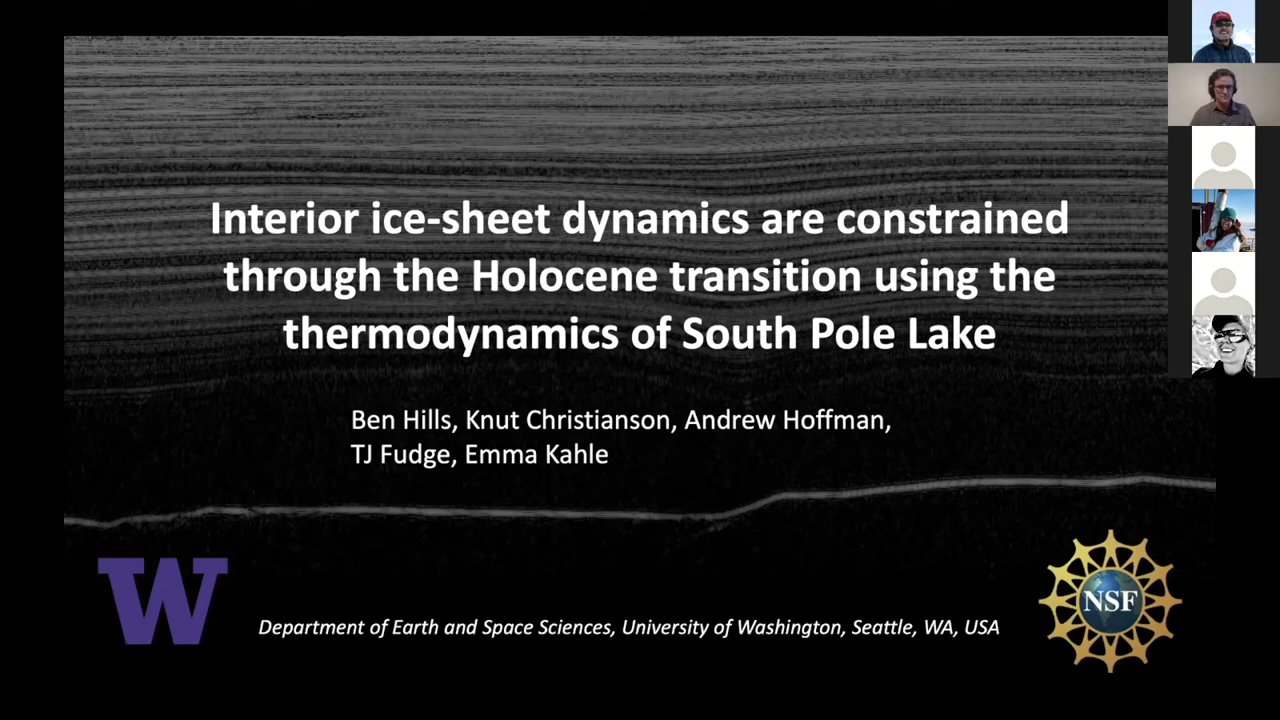 Interior ice-sheet dynamics are constrained
through the Holocene transition using the
thermodynamics of South Pole Lake
Ben Hills, Knut Christianson, Andrew Hoffman,
TJ Fudge, Emma Kahle
W
NSF
Department of Earth and Space Sciences, University of Washington, Seattle, WA, USA